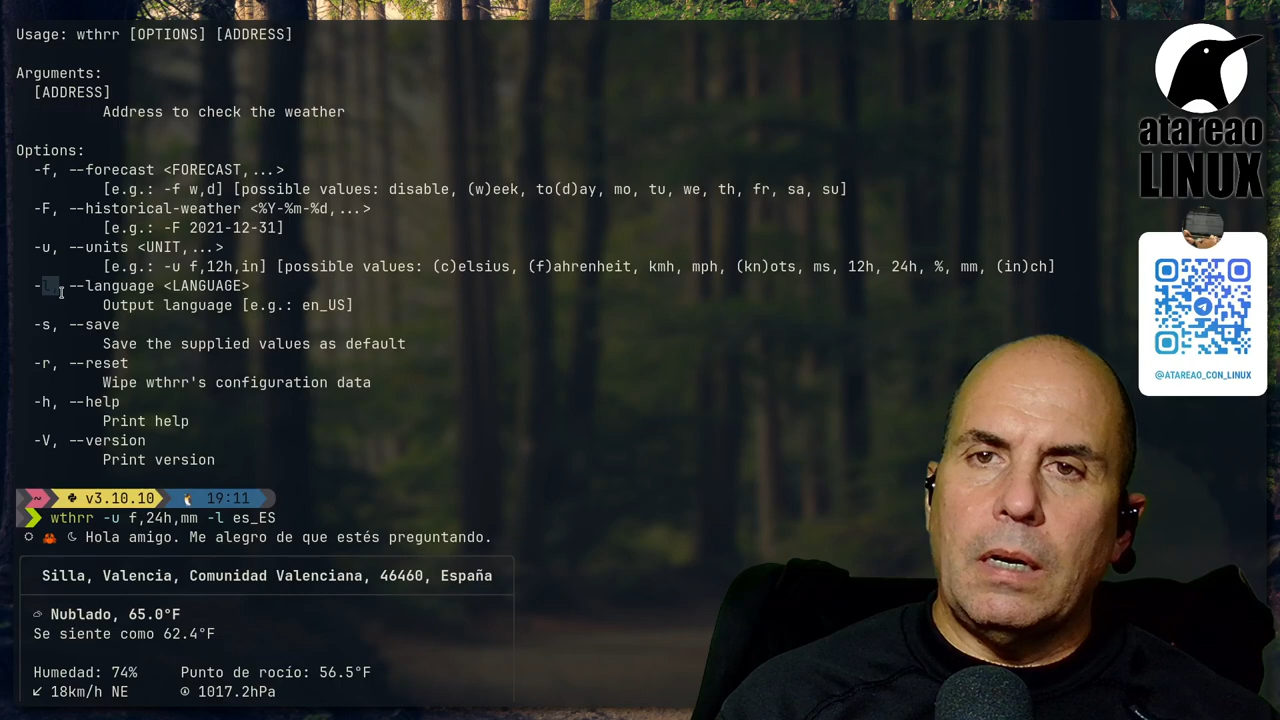 Usage: wthrr [OPTIONS] [ADDRESS]
Arguments:
[ADDRESS]
Address to check the weather
Options:
-f, --forecast <FORECAST,...>
[e.g.: -f w,d] [possible values: disable, (w)eek, to(d)ay, mo, tu, we, th, fr, sa, su]
-F, --historical-weather <%Y-%m-%d,...>
[e.g.: -F 2021-12-31]
-u, --units <UNIT,...>
[e.g.: -u f,12h,in] [possible values: (c)elsius, (f)ahrenheit, kmh, mph, (kn)ots, ms, 12h, 24h, %, mm, (in)ch]
-l, --language <LANGUAGE>
Output language [e.g.: en_US]
-s, --save
Save the supplied values as default
-r, --reset
Wipe wthrr's configuration data
-h, --help
Print help
-V, --version
Print version
~ v3.10.10 19:11
wthrr -u f,24h,mm -l es_ES
Hola amigo. Me alegro de que estés preguntando.
Silla, Valencia, Comunidad Valenciana, 46460, España
Nublado, 65.0°F
Se siente como 62.4°F
Humedad: 74% Punto de rocío: 56.5°F
↙ 18km/h NE 1017.2hPa
atareao
LINUX
@ATAREAO_CON_LINUX